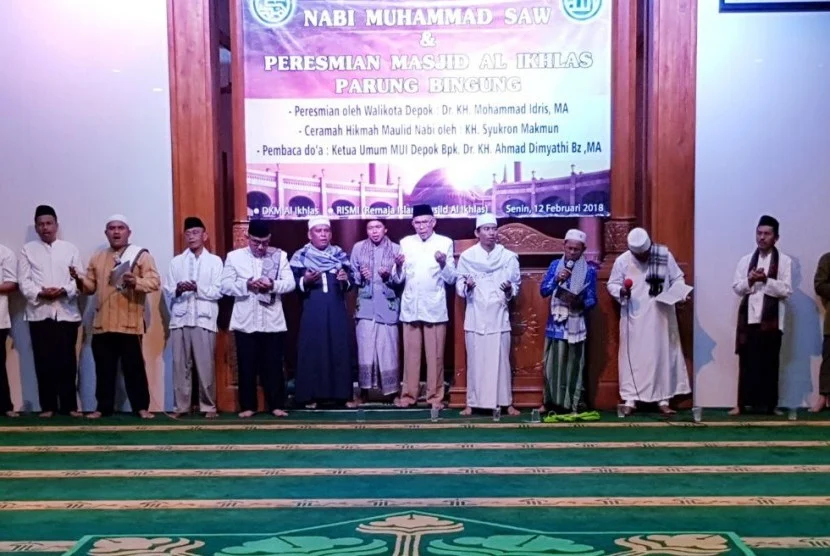 NABI MUHAMMAD SAW
&
PERESMIAN MASJID AL IKHLAS
PARUNG BINGUNG
- Peresmian oleh Walikota Depok : Dr. KH. Mohammad Idris, MA
- Ceramah Hikmah Maulid Nabi oleh : KH. Syukron Makmun
- Pembaca do'a : Ketua Umum MUI Depok Bpk. Dr. KH. Ahmad Dimyathi Bz ,MA
● DKM Al Ikhlas ● RISMI (Remaja Islam Masjid Al Ikhlas) Senin, 12 Februari 2018